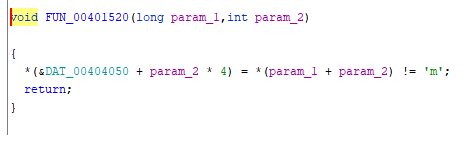 void FUN_00401520(long param_1,int param_2)
{
*(&DAT_00404050 + param_2 * 4) = *(param_1 + param_2) != 'm';
return;
}